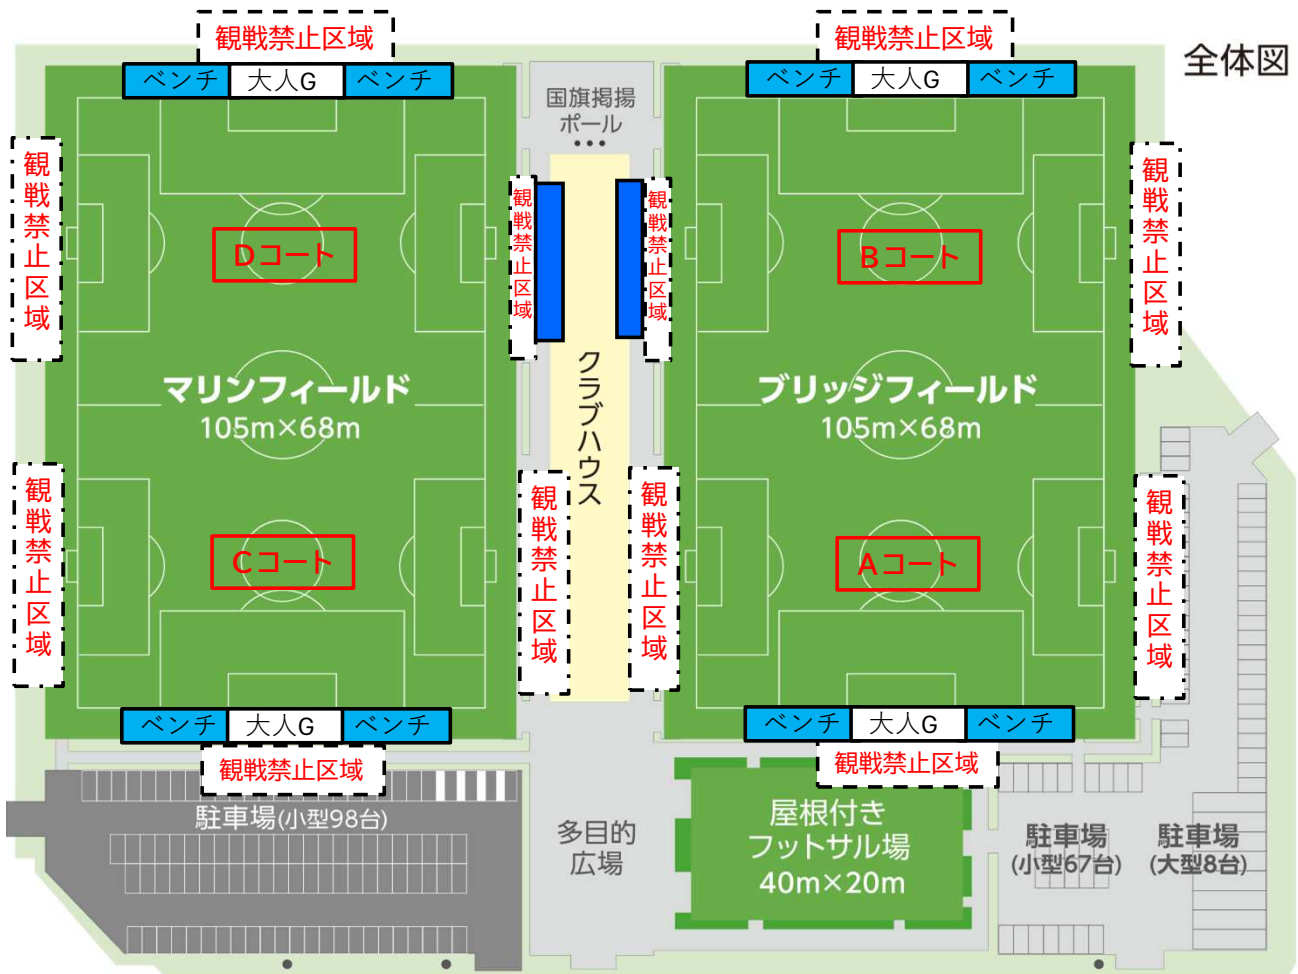 観戦禁止区域
観戦禁止区域
全体図
ベンチ 大人G ベンチ
ベンチ 大人G ベンチ
国旗掲揚
ポール
観戦禁止区域
観戦禁止区域
観戦禁止区域
観戦禁止区域
Dコート
Bコート
マリンフィールド
105m×68m
クラブハウス
ブリッジフィールド
105m×68m
観戦禁止区域
観戦禁止区域
観戦禁止区域
観戦禁止区域
Cコート
Aコート
ベンチ 大人G ベンチ
ベンチ 大人G ベンチ
観戦禁止区域
観戦禁止区域
駐車場(小型98台)
多目的
広場
屋根付き
フットサル場
40m×20m
駐車場
(小型67台)
駐車場
(大型8台)